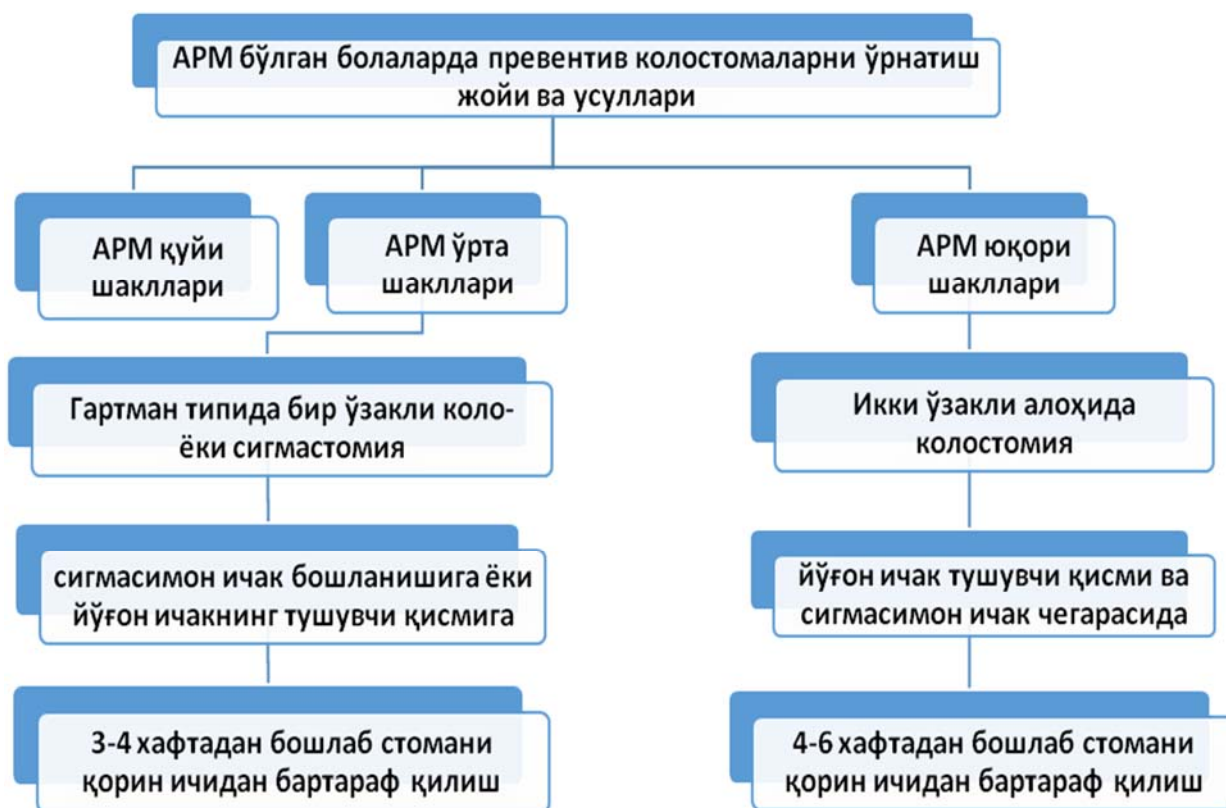 АРМ бўлган болаларда превентив колостомаларни ўрнатиш
жойи ва усуллари
АРМ қуйи
шакллари
АРМ ўрта
шакллари
АРМ юқори
шакллари
Гартман типида бир ўзакли коло-
ёки сигмастомия
Икки ўзакли алоҳида
колостомия
сигмасимон ичак бошланишига ёки
йўғон ичакнинг тушувчи қисмига
йўғон ичак тушувчи қисми ва
сигмасимон ичак чегарасида
3-4 хафтадан бошлаб стомани
қорин ичидан бартараф қилиш
4-6 хафтадан бошлаб стомани
қорин ичидан бартараф қилиш